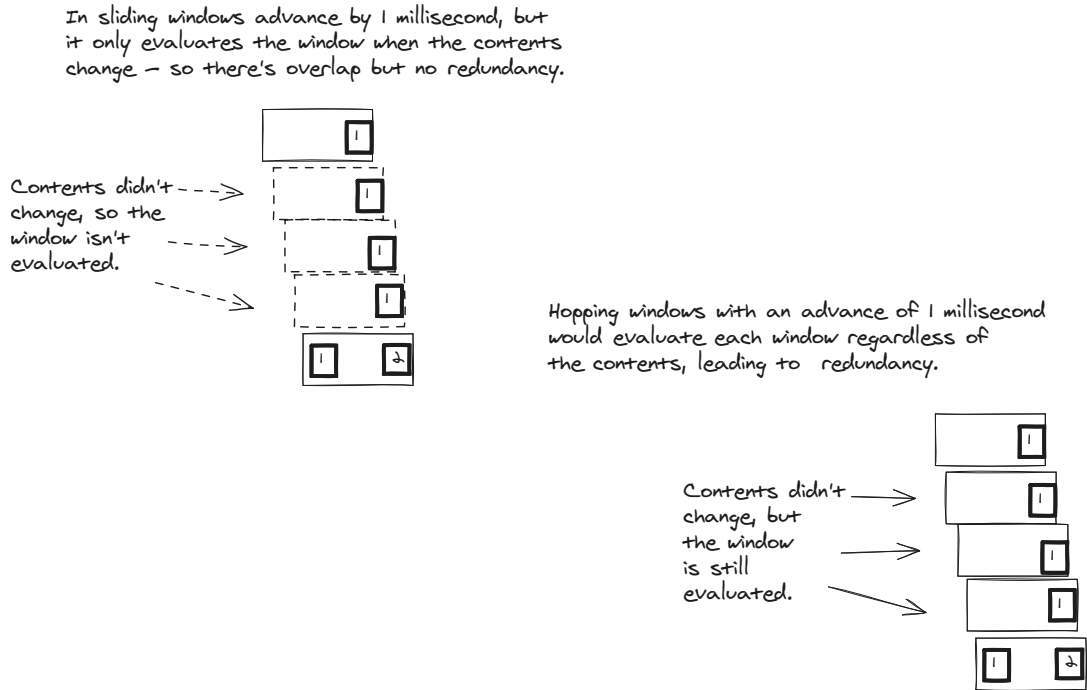 In sliding windows advance by 1 millisecond, but
it only evaluates the window when the contents
change – so there's overlap but no redundancy.
1
Contents didn't
change, so the
window isn't
evaluated.
1
1
1
1 2
Hopping windows with an advance of 1 millisecond
would evaluate each window regardless of
the contents, leading to redundancy.
1
Contents didn't
change, but
the window
is still
evaluated.
1
1
1
1 2